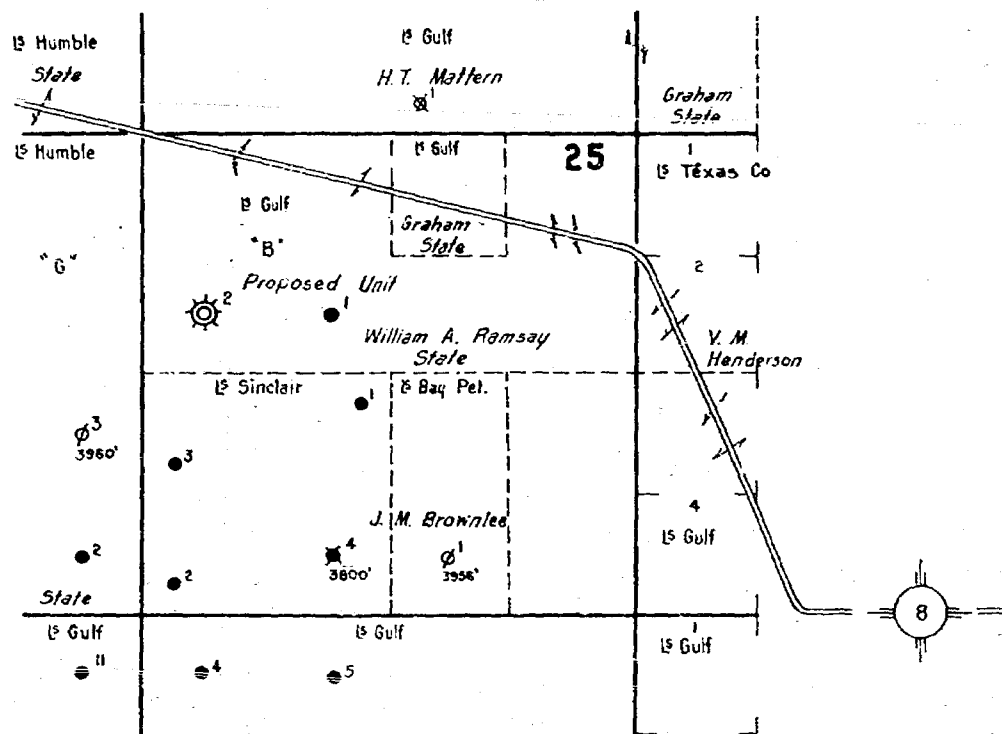 Ls Humble
Ls Gulf
State
H.T. Mattern
1
Graham
State
Ls Humble
Ls Gulf
25
1
Ls Texas Co
Ls Gulf
"G"
"B"
Graham
State
2
Proposed Unit
2
1
William A. Ramsay
State
V. M.
Henderson
Ls Sinclair
Ls Bay Pet.
1
3
3980'
3
J. M. Brownlee
4
Ls Gulf
2
2
4
3800'
1
3956'
State
8
Ls Gulf
Ls Gulf
1
Ls Gulf
11
4
5